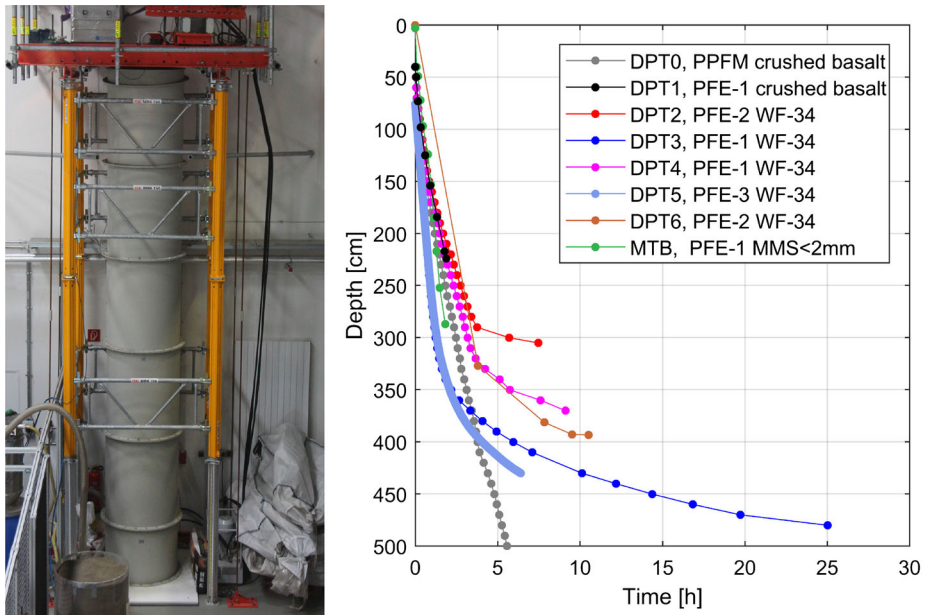 0
50
100
150
200
250
300
350
400
450
500
Depth [cm]
DPT0, PPFM crushed basalt
DPT1, PFE-1 crushed basalt
DPT2, PFE-2 WF-34
DPT3, PFE-1 WF-34
DPT4, PFE-1 WF-34
DPT5, PFE-3 WF-34
DPT6, PFE-2 WF-34
MTB, PFE-1 MMS<2mm
0 5 10 15 20 25 30
Time [h]